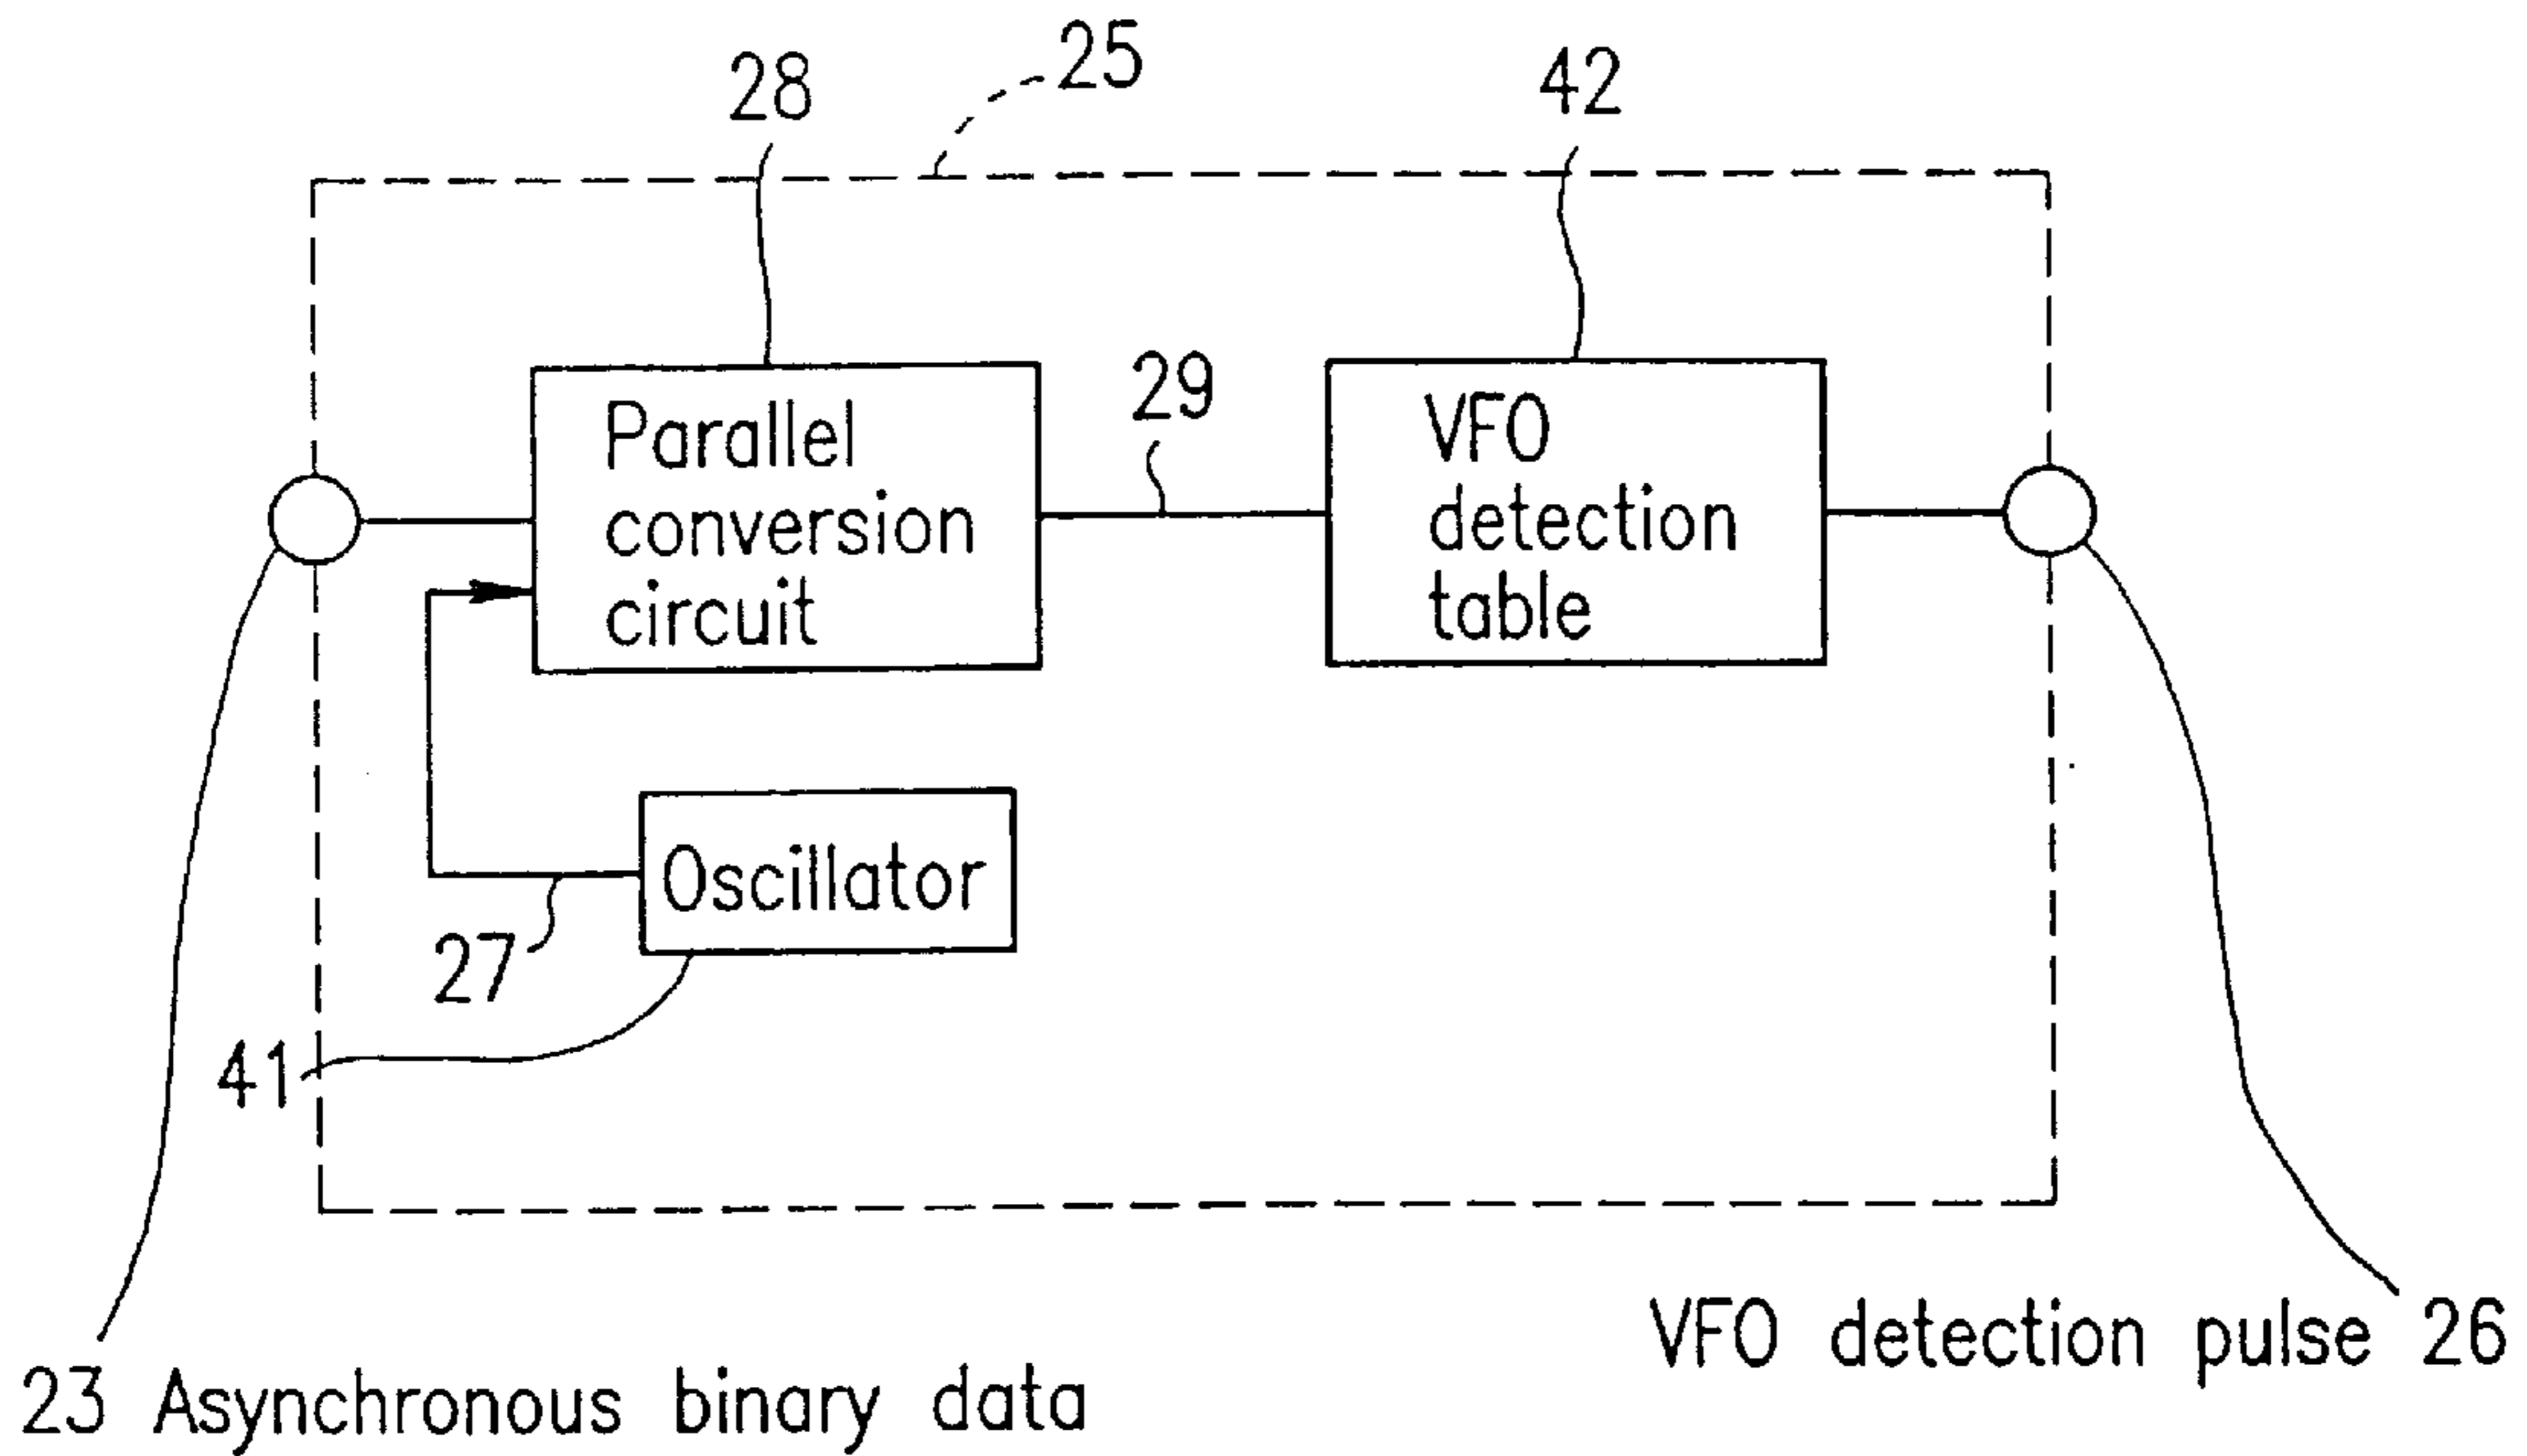 25
28
42
Parallel
conversion
circuit
29
VFO
detection
table
Oscillator
27
41
VFO detection pulse 26
23 Asynchronous binary data